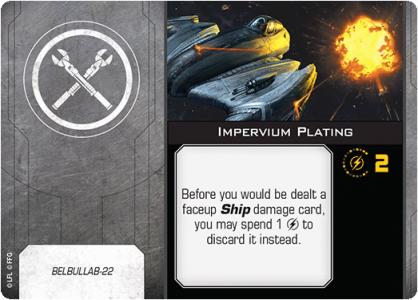 IMPERVIUM PLATING
2
Before you would be dealt a
faceup Ship damage card,
you may spend 1 to
discard it instead.
BELBULLAB-22
© LFL © FFG